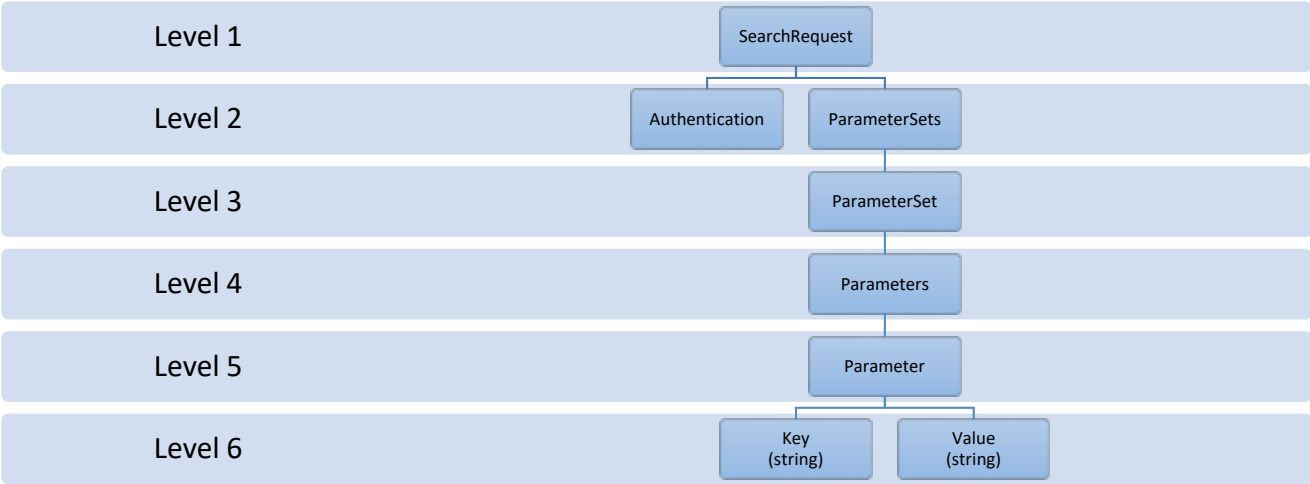 Level 1
SearchRequest
Level 2
Authentication
ParameterSets
Level 3
ParameterSet
Level 4
Parameters
Level 5
Parameter
Level 6
Key
(string)
Value
(string)